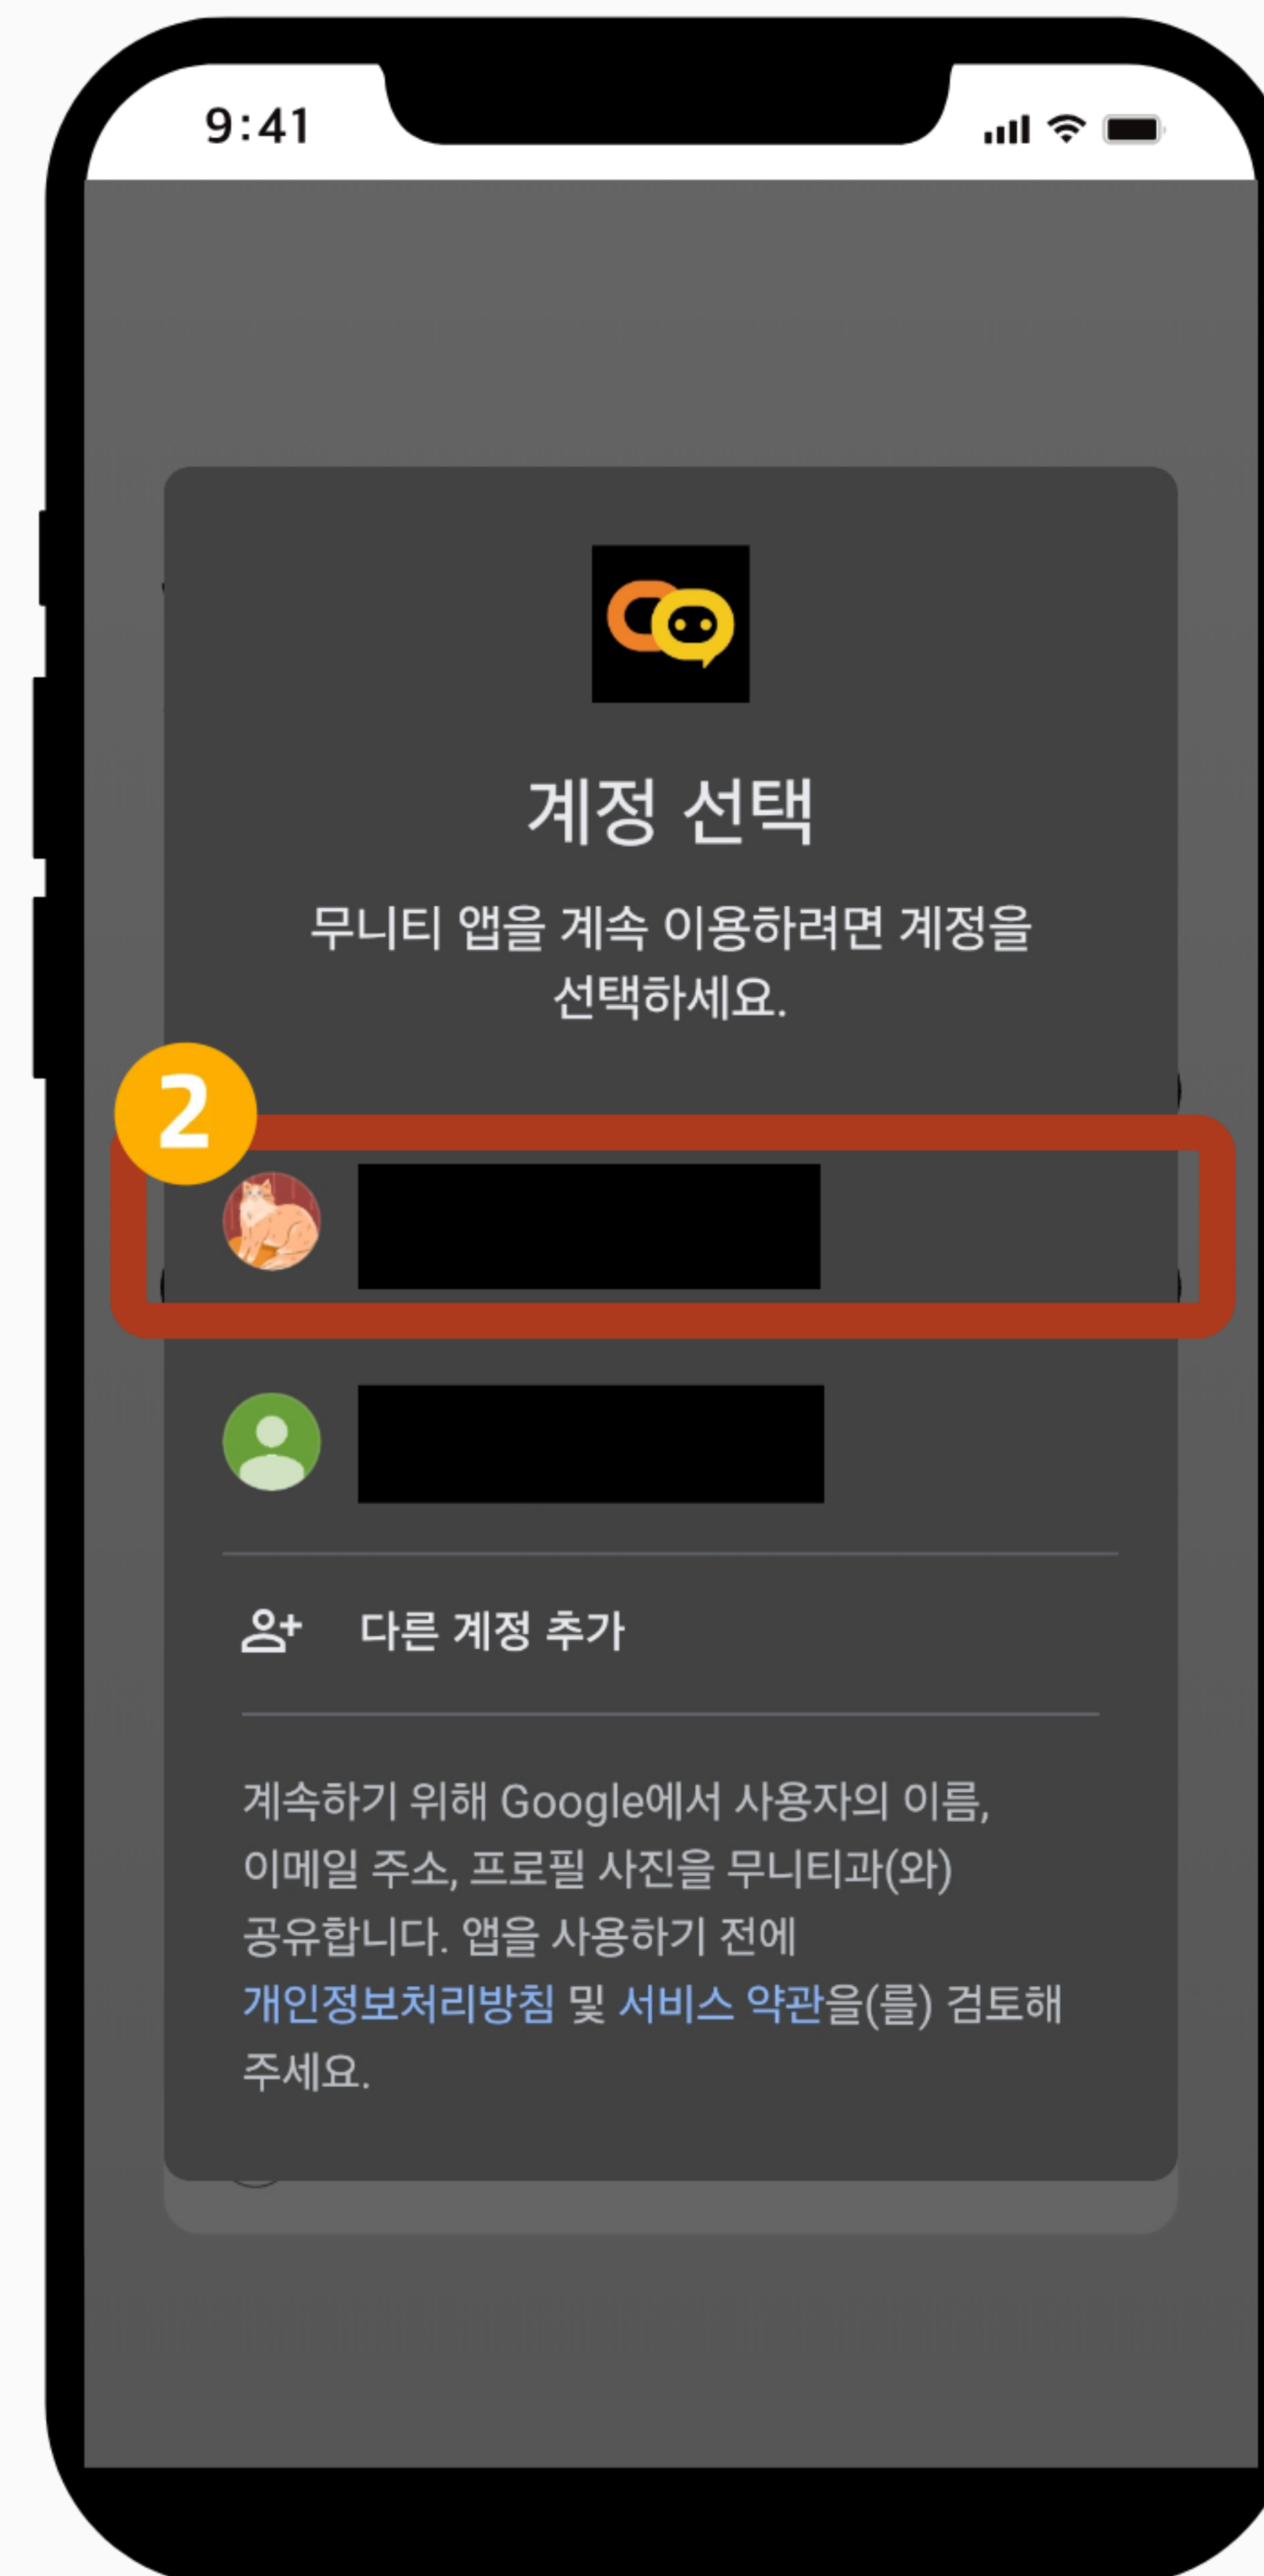 9:41
계정 선택
무니티 앱을 계속 이용하려면 계정을
선택하세요.
2
다른 계정 추가
계속하기 위해 Google에서 사용자의 이름,
이메일 주소, 프로필 사진을 무니티과(와)
공유합니다. 앱을 사용하기 전에
개인정보처리방침 및 서비스 약관을(를) 검토해
주세요.